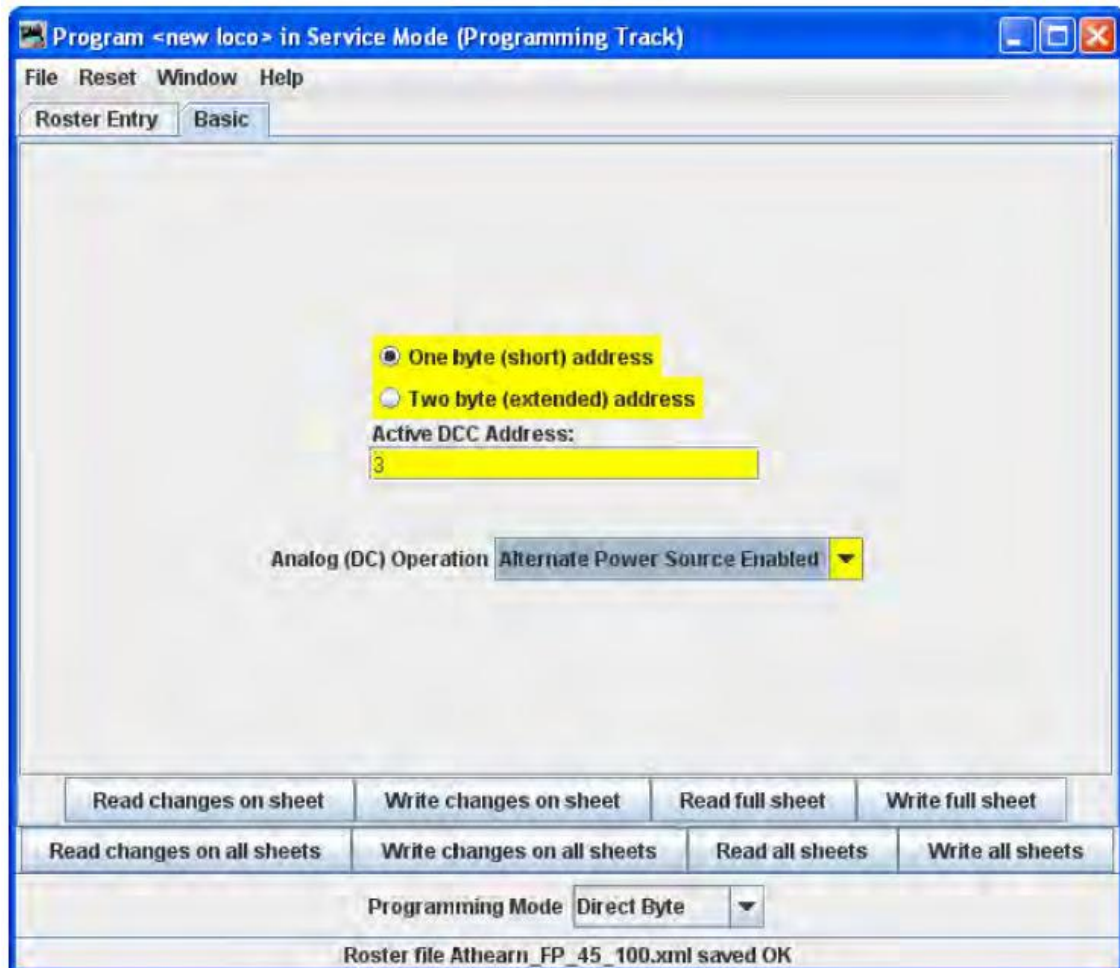 Program <new loco> in Service Mode (Programming Track)
File Reset Window Help
Roster Entry Basic
One byte (short) address
Two byte (extended) address
Active DCC Address:
3
Analog (DC) Operation Alternate Power Source Enabled
Read changes on sheet Write changes on sheet Read full sheet Write full sheet
Read changes on all sheets Write changes on all sheets Read all sheets Write all sheets
Programming Mode Direct Byte
Roster file Athearn_FP_45_100.xml saved OK